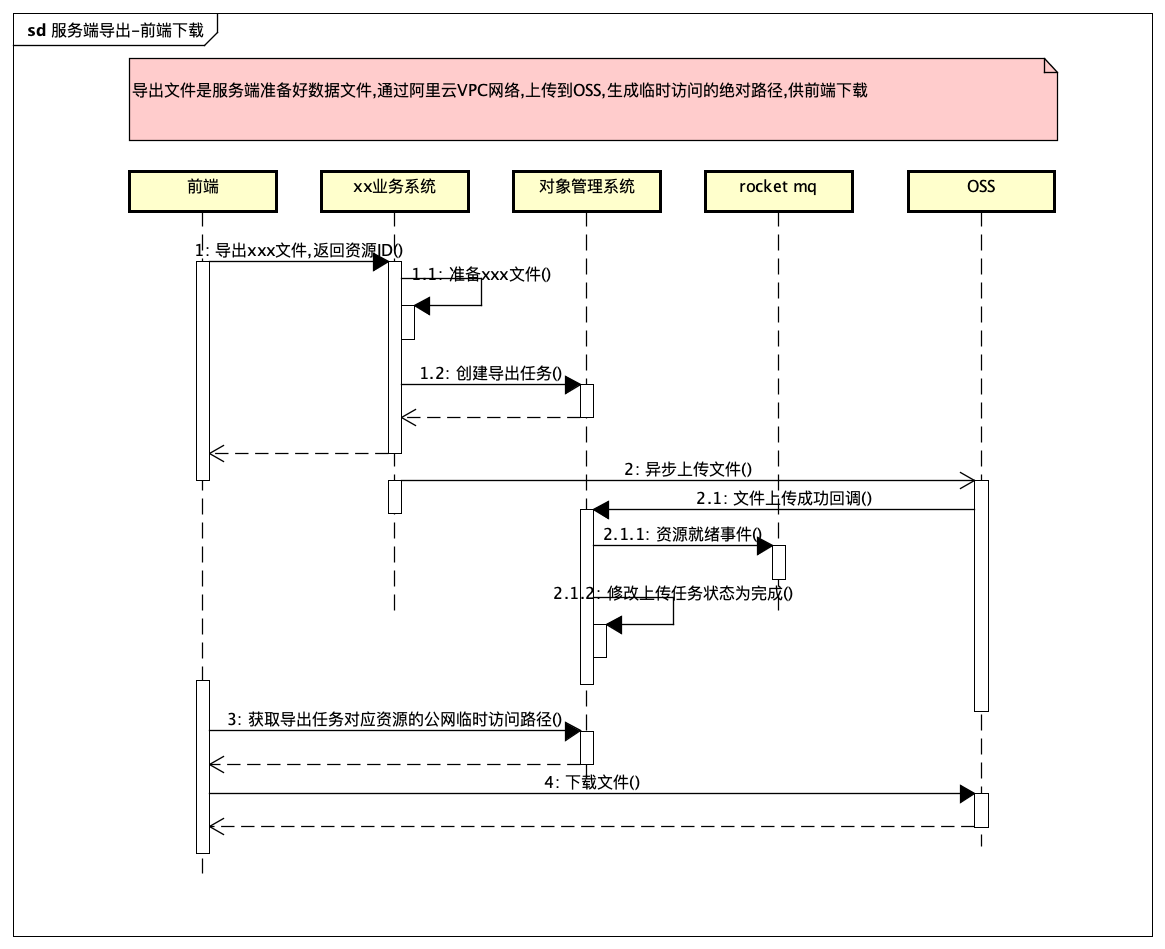 sd 服务端导出-前端下载
导出文件是服务端准备好数据文件,通过阿里云VPC网络,上传到OSS,生成临时访问的绝对路径,供前端下载
前端
xx业务系统
对象管理系统
rocket mq
OSS
1: 导出xxx文件,返回资源ID()
1.1: 准备xxx文件()
1.2: 创建导出任务()
2: 异步上传文件()
2.1: 文件上传成功回调()
2.1.1: 资源就绪事件()
2.1.2: 修改上传任务状态为完成()
3: 获取导出任务对应资源的公网临时访问路径()
4: 下载文件()